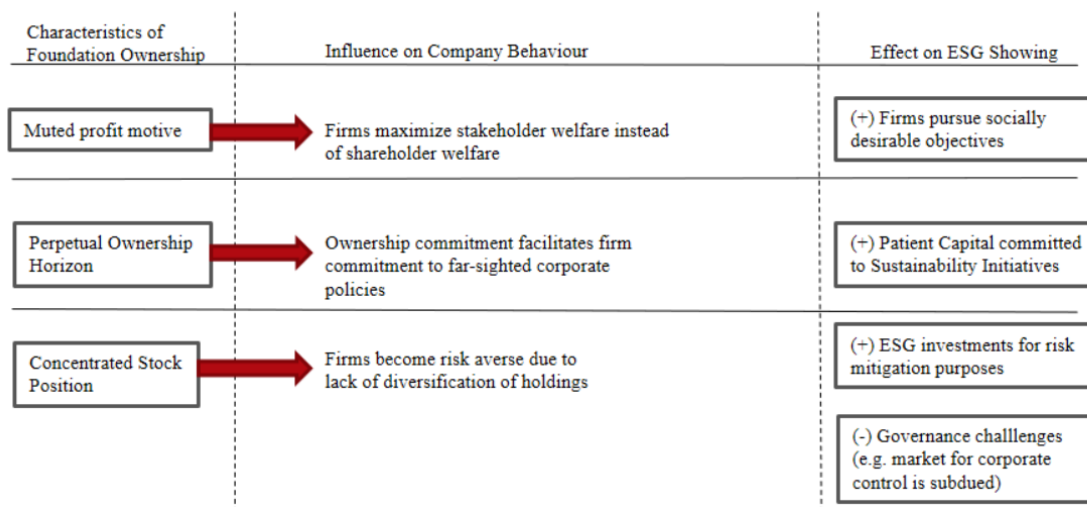 Characteristics of
Foundation Ownership
Influence on Company Behaviour
Effect on ESG Showing
Muted profit motive
Firms maximize stakeholder welfare instead
of shareholder welfare
(+) Firms pursue socially
desirable objectives
Perpetual Ownership
Horizon
Ownership commitment facilitates firm
commitment to far-sighted corporate
policies
(+) Patient Capital committed
to Sustainability Initiatives
Concentrated Stock
Position
Firms become risk averse due to
lack of diversification of holdings
(+) ESG investments for risk
mitigation purposes
(-) Governance challlenges
(e.g. market for corporate
control is subdued)